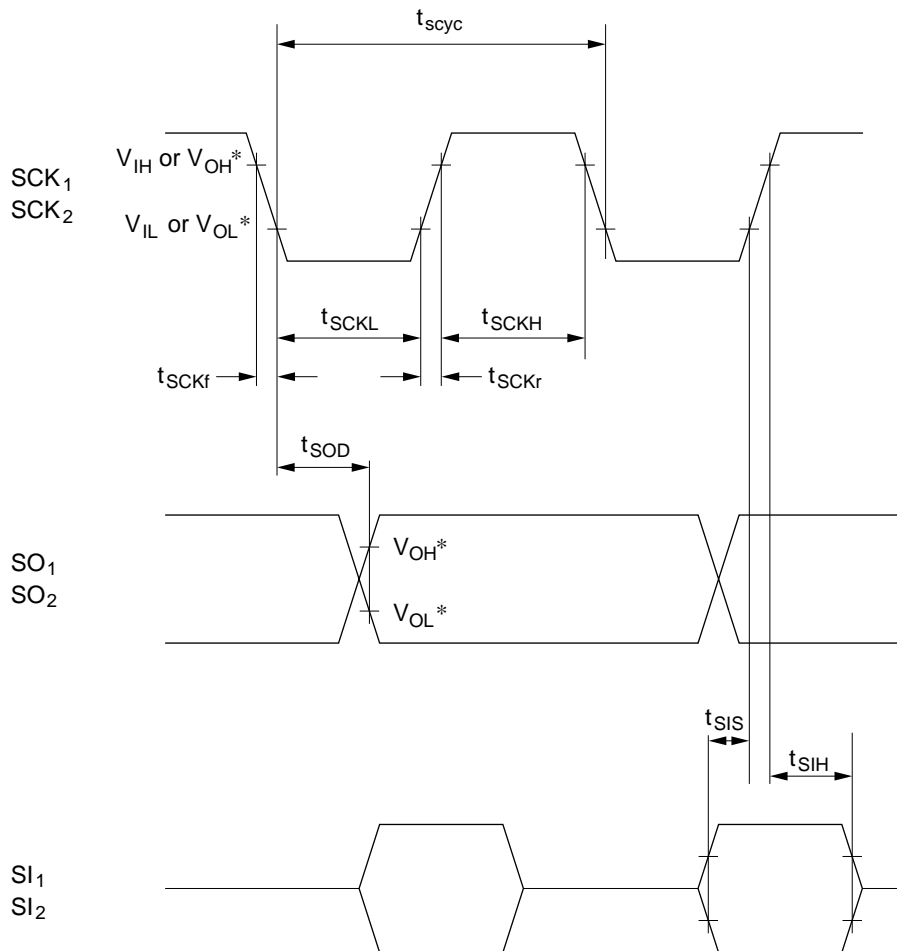 tscyc
SCK1
SCK2
VIH or VOH*
VIL or VOL*
tSCKL
tSCKH
tSCKf
tSCKr
tSOD
SO1
SO2
VOH*
VOL*
tSIS
tSIH
SI1
SI2